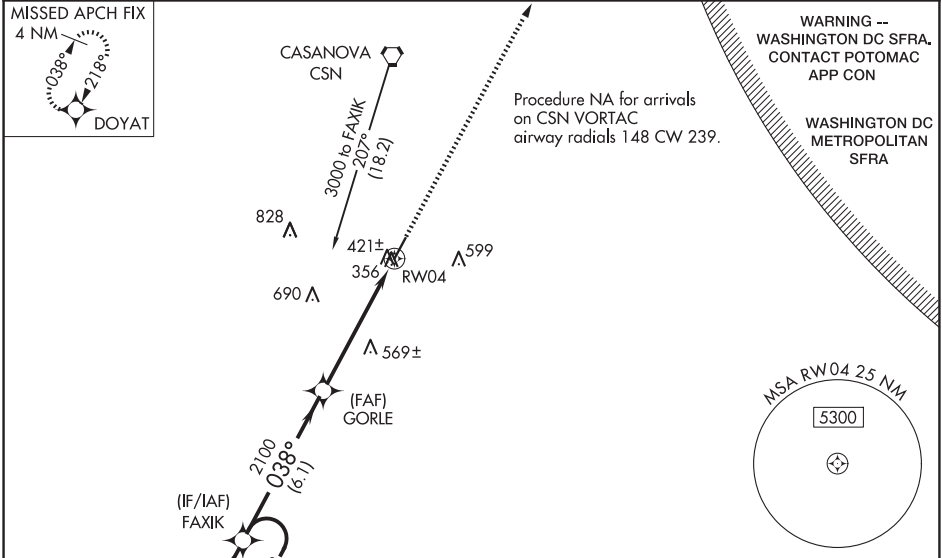 MISSED APCH FIX
4 NM
038°
218°
DOYAT
CASANOVA
CSN
3000 to FAXIK
207°
(18.2)
Procedure NA for arrivals
on CSN VORTAC
airway radials 148 CW 239.
WARNING --
WASHINGTON DC SFRA.
CONTACT POTOMAC
APP CON
WASHINGTON DC
METROPOLITAN
SFRA
828
421±
356
RW04
599
690
569±
(FAF)
GORLE
2100
038°
(6.1)
(IF/IAF)
FAXIK
MSA RW04 25 NM
5300